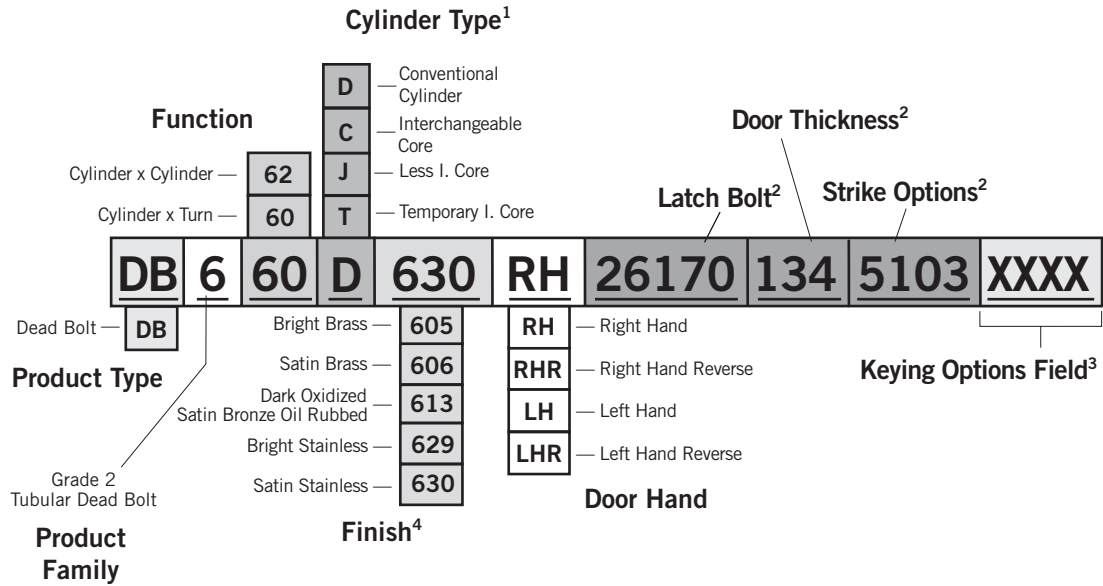 Cylinder Type¹
D
Conventional
Cylinder
C
Interchangeable
Core
J
Less I. Core
T
Temporary I. Core
Function
Cylinder x Cylinder
62
Cylinder x Turn
60
Door Thickness²
Latch Bolt²
Strike Options²
DB 6 60 D 630 RH 26170 134 5103 XXXX
Dead Bolt
DB
Product Type
Grade 2
Tubular Dead Bolt
Product
Family
Bright Brass
605
Satin Brass
606
Dark Oxidized
Satin Bronze Oil Rubbed
613
Bright Stainless
629
Satin Stainless
630
Finish⁴
RH
Right Hand
RHR
Right Hand Reverse
LH
Left Hand
LHR
Left Hand Reverse
Door Hand
Keying Options Field³